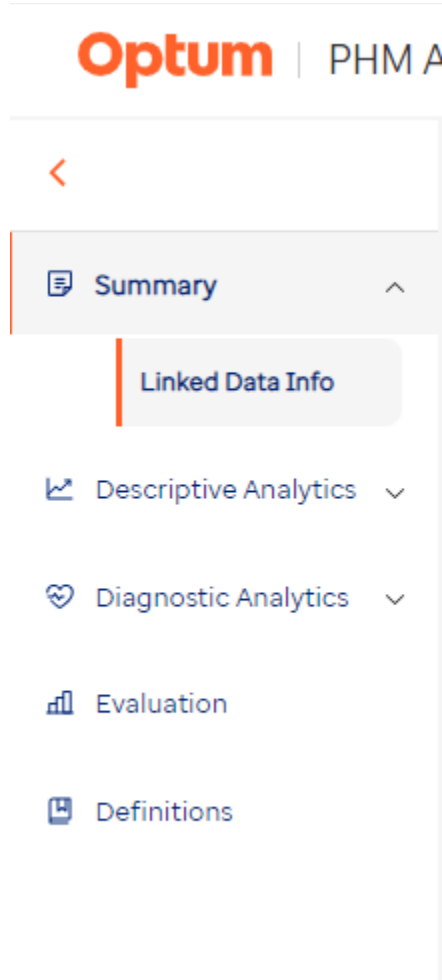 Optum | PHM A
Summary
Linked Data Info
Descriptive Analytics
Diagnostic Analytics
Evaluation
Definitions